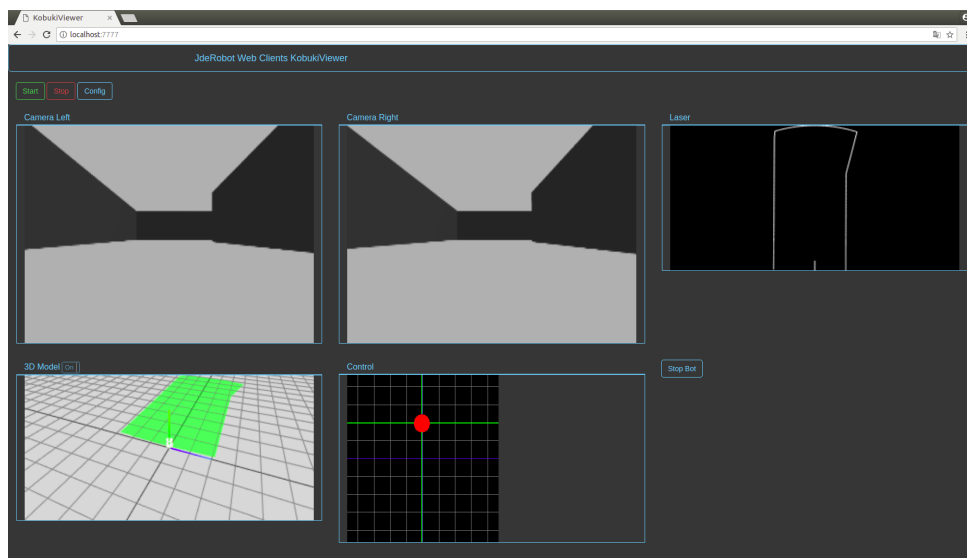 KobukiViewer
localhost:7777
JdeRobot Web Clients KobukiViewer
Start Stop Config
Camera Left Camera Right Laser
3D Model On Control Stop Bot